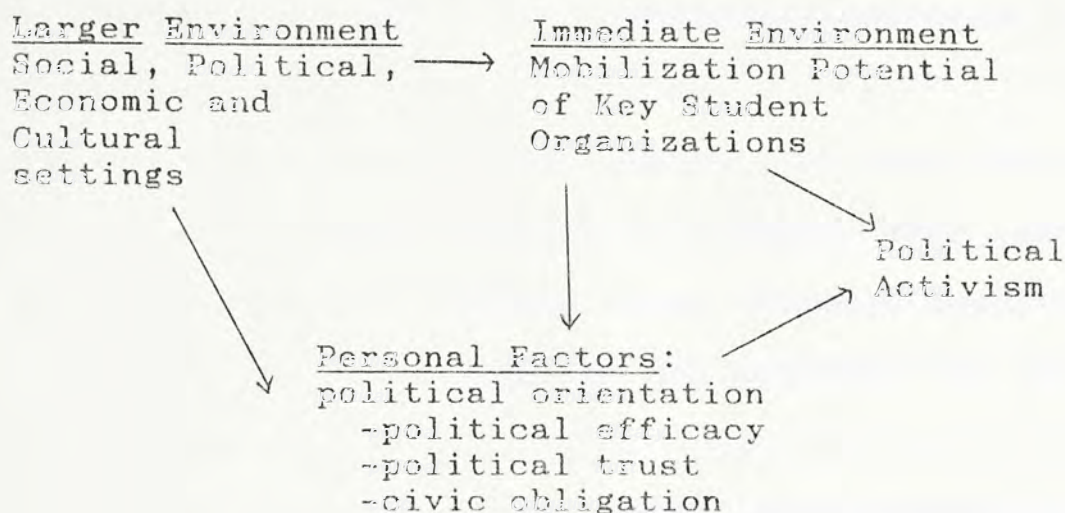 Larger Environment
Social, Political,
Economic and
Cultural
settings
Immediate Environment
Mobilization Potential
of Key Student
Organizations
Political
Activism
Personal Factors:
political orientation
-political efficacy
-political trust
-civic obligation